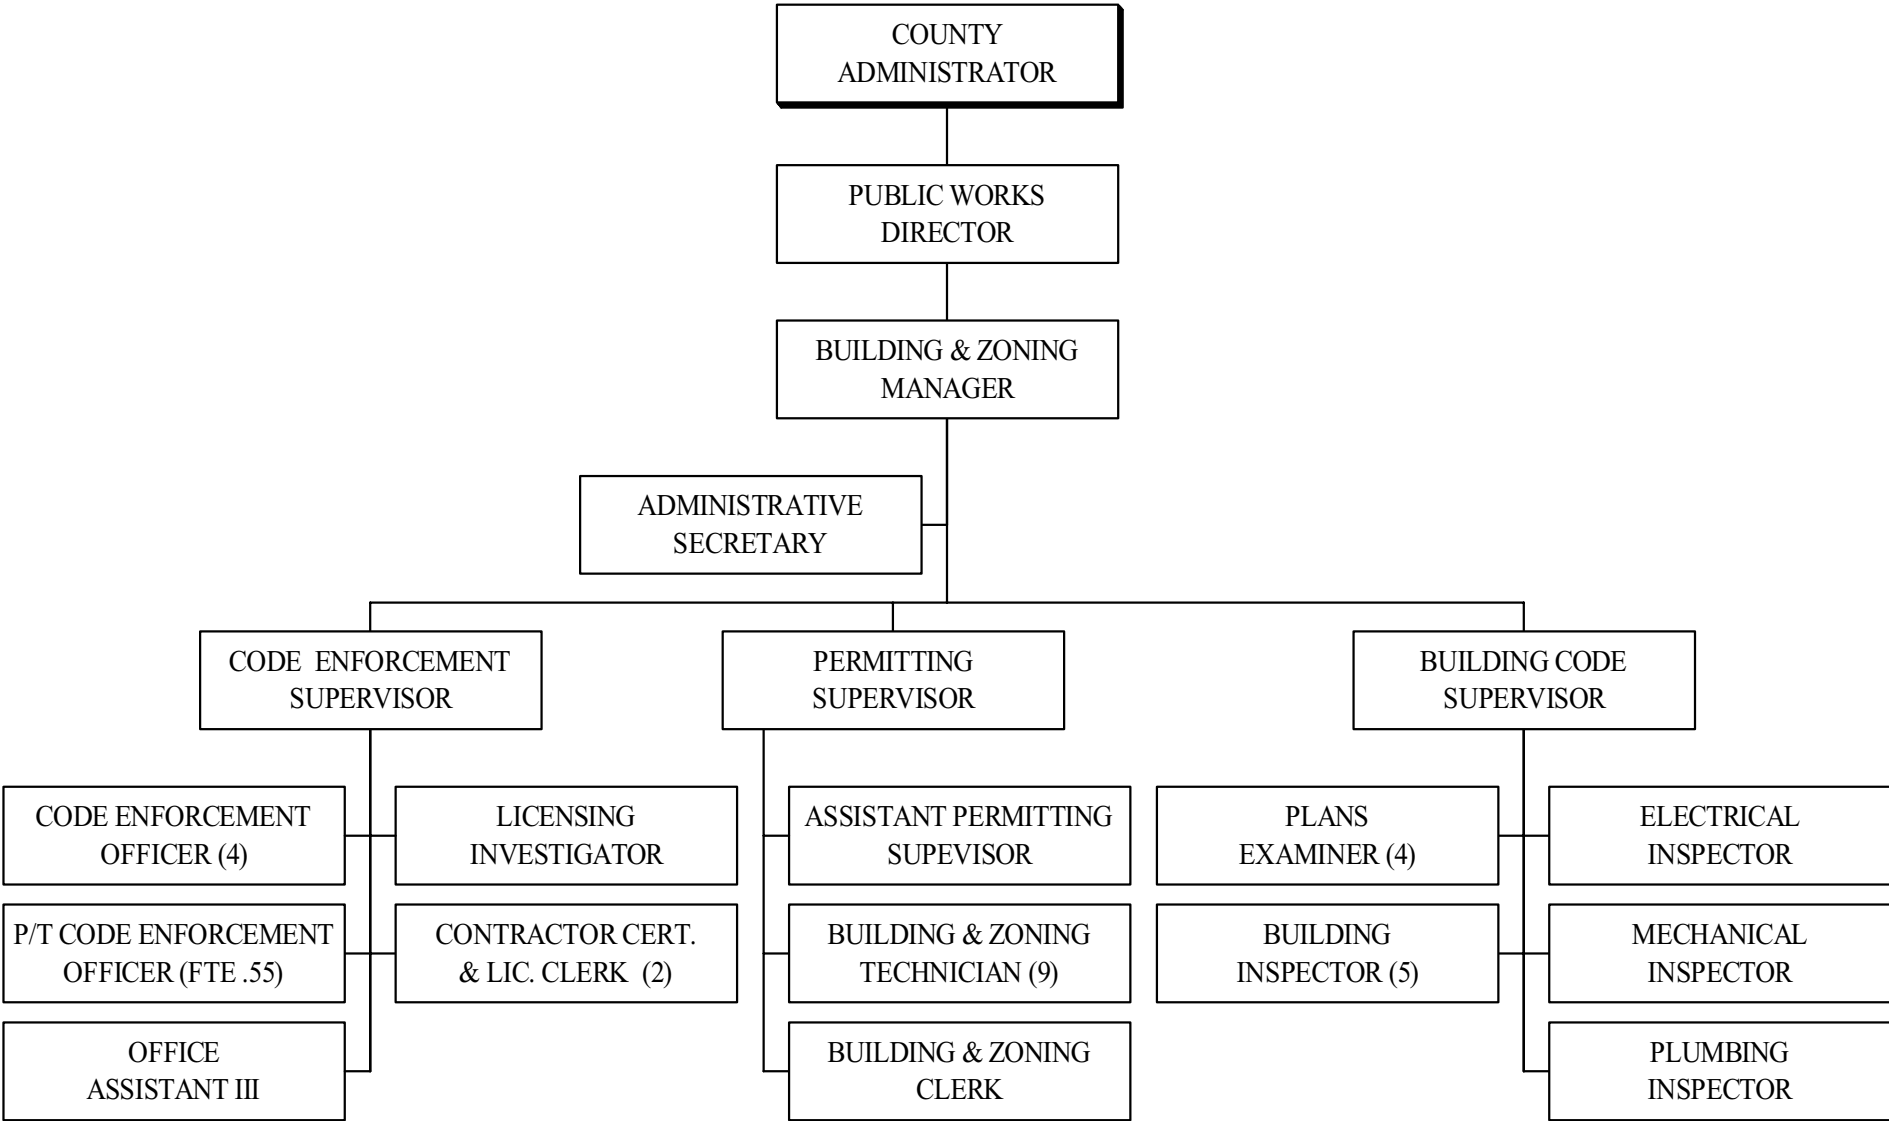 COUNTY
ADMINISTRATOR
PUBLIC WORKS
DIRECTOR
BUILDING & ZONING
MANAGER
ADMINISTRATIVE
SECRETARY
CODE ENFORCEMENT
SUPERVISOR
PERMITTING
SUPERVISOR
BUILDING CODE
SUPERVISOR
CODE ENFORCEMENT
OFFICER (4)
LICENSING
INVESTIGATOR
ASSISTANT PERMITTING
SUPEVISOR
PLANS
EXAMINER (4)
ELECTRICAL
INSPECTOR
P/T CODE ENFORCEMENT
OFFICER (FTE .55)
CONTRACTOR CERT.
& LIC. CLERK (2)
BUILDING & ZONING
TECHNICIAN (9)
BUILDING
INSPECTOR (5)
MECHANICAL
INSPECTOR
OFFICE
ASSISTANT III
BUILDING & ZONING
CLERK
PLUMBING
INSPECTOR